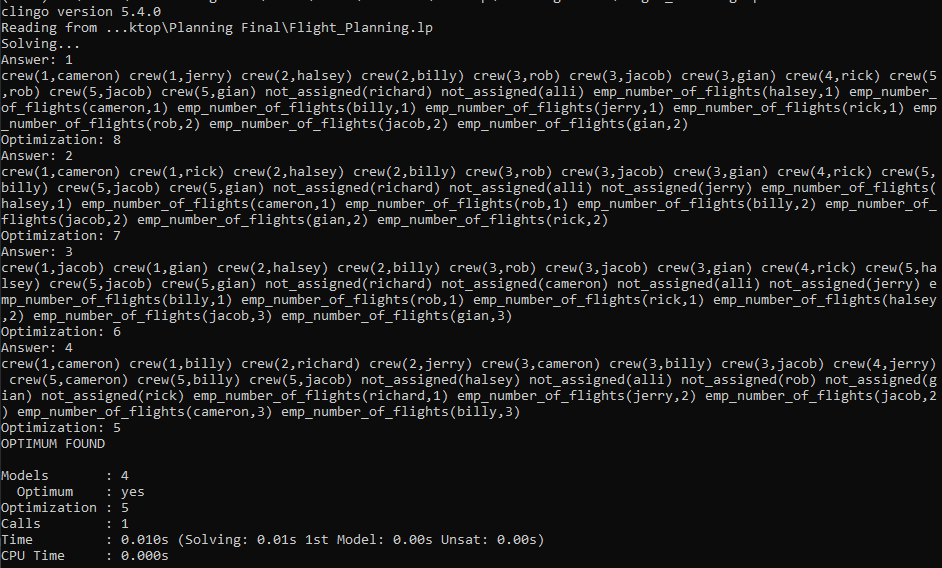 clingo version 5.4.0
Reading from ...ktop\Planning Final\Flight_Planning.lp
Solving...
Answer: 1
crew(1,cameron) crew(1,jerry) crew(2,halsey) crew(2,billy) crew(3,rob) crew(3,jacob) crew(3,gian) crew(4,rick) crew(5
,rob) crew(5,jacob) crew(5,gian) not_assigned(richard) not_assigned(alli) emp_number_of_flights(halsey,1) emp_number_
of_flights(cameron,1) emp_number_of_flights(billy,1) emp_number_of_flights(jerry,1) emp_number_of_flights(rick,1) emp
_number_of_flights(rob,2) emp_number_of_flights(jacob,2) emp_number_of_flights(gian,2)
Optimization: 8
Answer: 2
crew(1,cameron) crew(1,rick) crew(2,halsey) crew(2,billy) crew(3,rob) crew(3,jacob) crew(3,gian) crew(4,rick) crew(5,
billy) crew(5,jacob) crew(5,gian) not_assigned(richard) not_assigned(alli) not_assigned(jerry) emp_number_of_flights(
halsey,1) emp_number_of_flights(cameron,1) emp_number_of_flights(rob,1) emp_number_of_flights(billy,2) emp_number_of_
flights(jacob,2) emp_number_of_flights(gian,2) emp_number_of_flights(rick,2)
Optimization: 7
Answer: 3
crew(1,jacob) crew(1,gian) crew(2,halsey) crew(2,billy) crew(3,rob) crew(3,jacob) crew(3,gian) crew(4,rick) crew(5,ha
lsey) crew(5,jacob) crew(5,gian) not_assigned(richard) not_assigned(cameron) not_assigned(alli) not_assigned(jerry) e
mp_number_of_flights(billy,1) emp_number_of_flights(rob,1) emp_number_of_flights(rick,1) emp_number_of_flights(halsey
,2) emp_number_of_flights(jacob,3) emp_number_of_flights(gian,3)
Optimization: 6
Answer: 4
crew(1,cameron) crew(1,billy) crew(2,richard) crew(2,jerry) crew(3,cameron) crew(3,billy) crew(3,jacob) crew(4,jerry)
 crew(5,cameron) crew(5,billy) crew(5,jacob) not_assigned(halsey) not_assigned(alli) not_assigned(rob) not_assigned(g
ian) not_assigned(rick) emp_number_of_flights(richard,1) emp_number_of_flights(jerry,2) emp_number_of_flights(jacob,2
) emp_number_of_flights(cameron,3) emp_number_of_flights(billy,3)
Optimization: 5
OPTIMUM FOUND
Models       : 4
  Optimum    : yes
Optimization : 5
Calls        : 1
Time         : 0.010s (Solving: 0.01s 1st Model: 0.00s Unsat: 0.00s)
CPU Time     : 0.000s